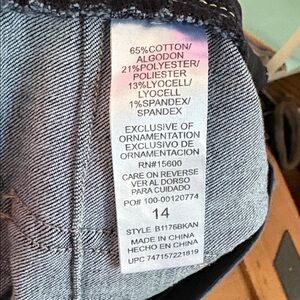 65%COTTON/
ALGODON
21%POLYESTER/
POLIESTER
13%LYOCELL/
LYOCELL
1%SPANDEX/
SPANDEX
EXCLUSIVE OF
ORNAMENTATION
EXCLUSIVO DE
ORNAMENTACION
RN#15600
CARE ON REVERSE
VER AL DORSO
PARA CUIDADO
PO# 100-00120774
14
STYLE B1176BKAN
MADE IN CHINA
HECHO EN CHINA
UPC 747157221819